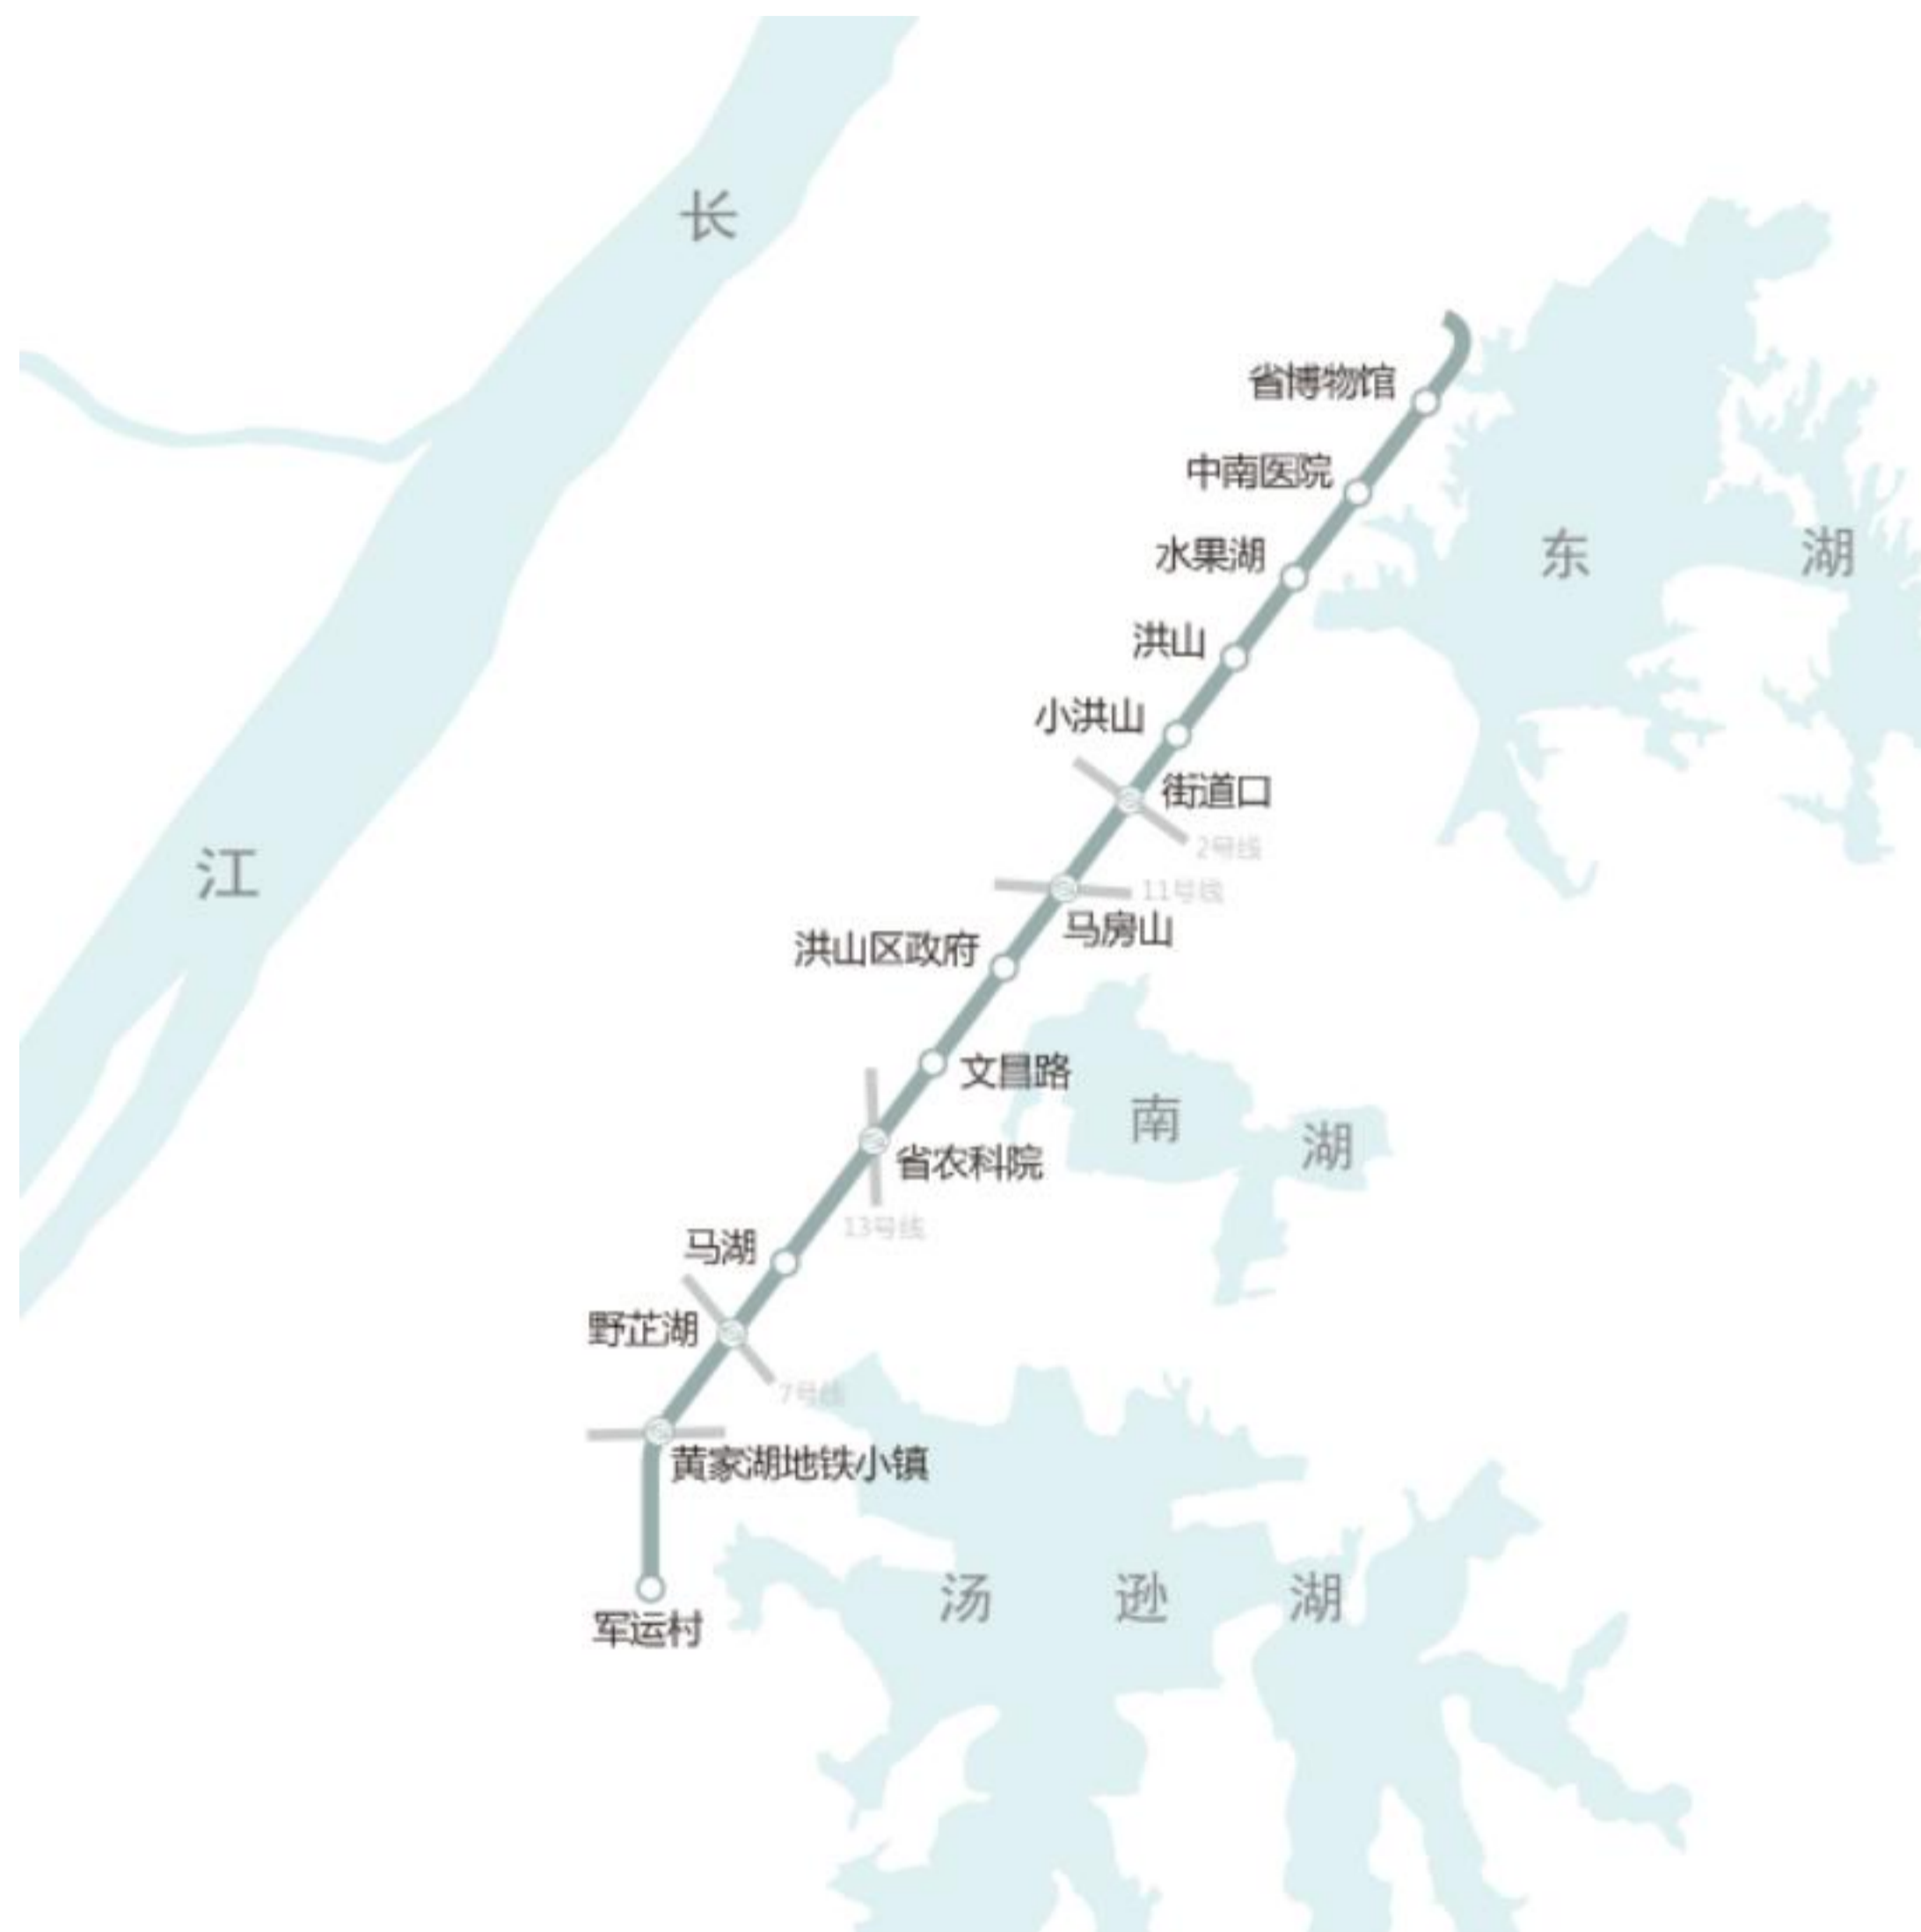 长
江
省博物馆
中南医院
水果湖
东湖
洪山
小洪山
街道口
2号线
11号线
马房山
洪山区政府
文昌路
南湖
省农科院
13号线
马湖
野芷湖
7号线
黄家湖地铁小镇
汤逊湖
军运村